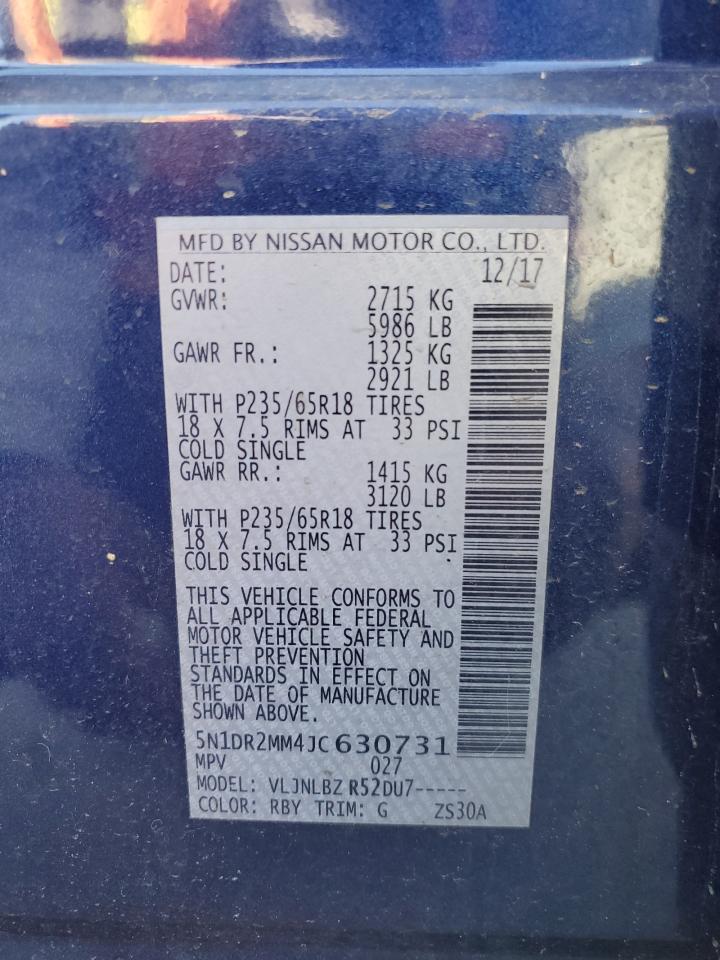 MFD BY NISSAN MOTOR CO., LTD.
DATE: 12/17
GVWR: 2715 KG
5986 LB
GAWR FR.: 1325 KG
2921 LB
WITH P235/65R18 TIRES
18 X 7.5 RIMS AT 33 PSI
COLD SINGLE
GAWR RR.: 1415 KG
3120 LB
WITH P235/65R18 TIRES
18 X 7.5 RIMS AT 33 PSI
COLD SINGLE
THIS VEHICLE CONFORMS TO
ALL APPLICABLE FEDERAL
MOTOR VEHICLE SAFETY AND
THEFT PREVENTION
STANDARDS IN EFFECT ON
THE DATE OF MANUFACTURE
SHOWN ABOVE.
5N1DR2MM4JC630731
MPV 027
MODEL: VLJNLBZ R52DU7-----
COLOR: RBY TRIM: G ZS30A